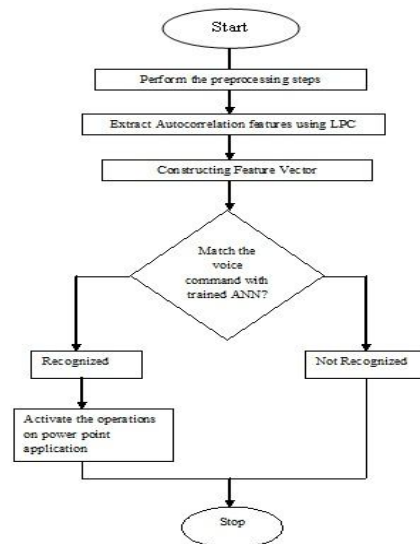 Start
Perform the preprocessing steps
Extract Autocorrelation features using LPC
Constructing Feature Vector
Match the
voice
command with
trained ANN?
Recognized
Not Recognized
Activate the operations
on power point
application
Stop